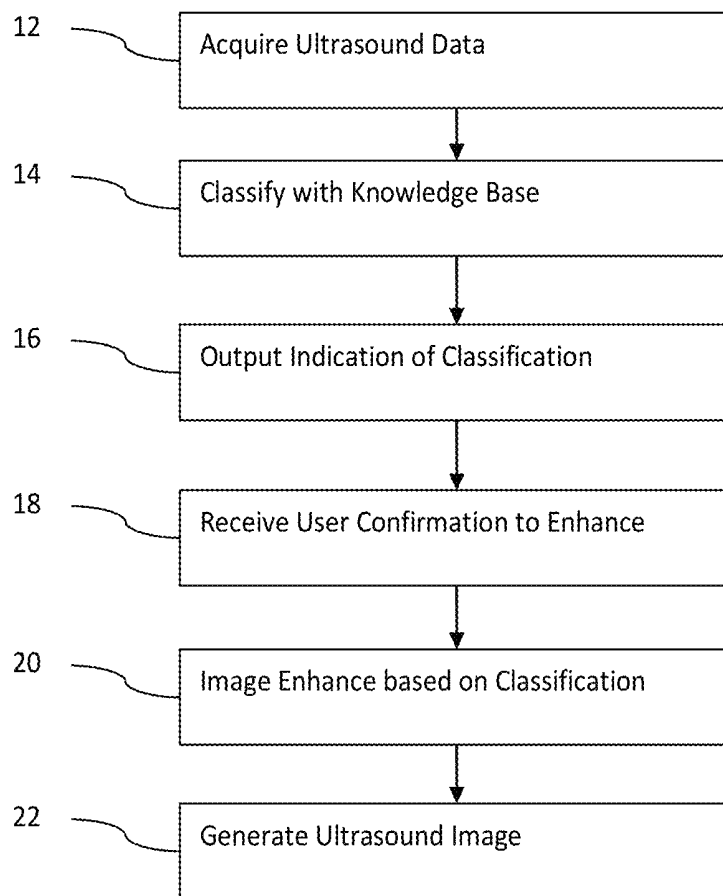 12 Acquire Ultrasound Data
14 Classify with Knowledge Base
16 Output Indication of Classification
18 Receive User Confirmation to Enhance
20 Image Enhance based on Classification
22 Generate Ultrasound Image